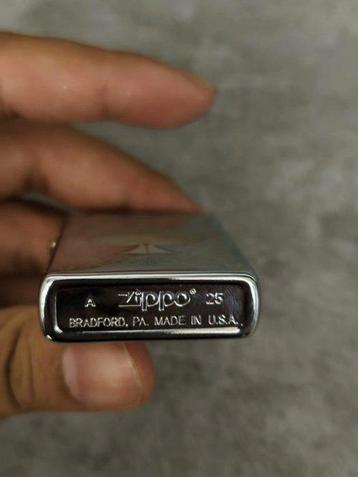 A Zippo® 25
BRADFORD, PA. MADE IN U.S.A.